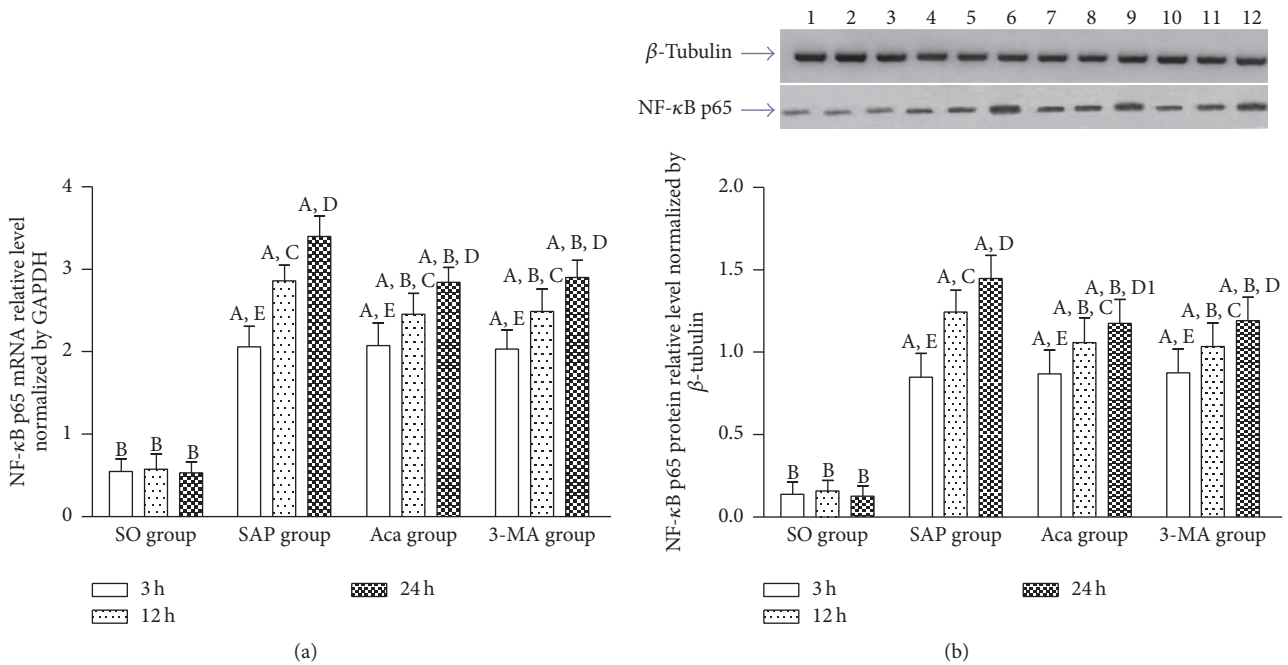 1 2 3 4 5 6 7 8 9 10 11 12
β-Tubulin
NF-κB p65
NF-κB p65 mRNA relative level
normalized by GAPDH
4
3
2
1
0
A, D
A, C
A, E
A, B, D
A, B, C
A, E
A, B, D
A, B, C
A, E
B B B
SO group SAP group Aca group 3-MA group
3 h 24 h
12 h
(a)
NF-κB p65 protein relative level normalized by
β-tubulin
2.0
1.5
1.0
0.5
0.0
A, D
A, C
A, E
A, B, D1
A, B, C
A, E
A, B, D
A, B, C
A, E
B B B
SO group SAP group Aca group 3-MA group
3 h 24 h
12 h
(b)